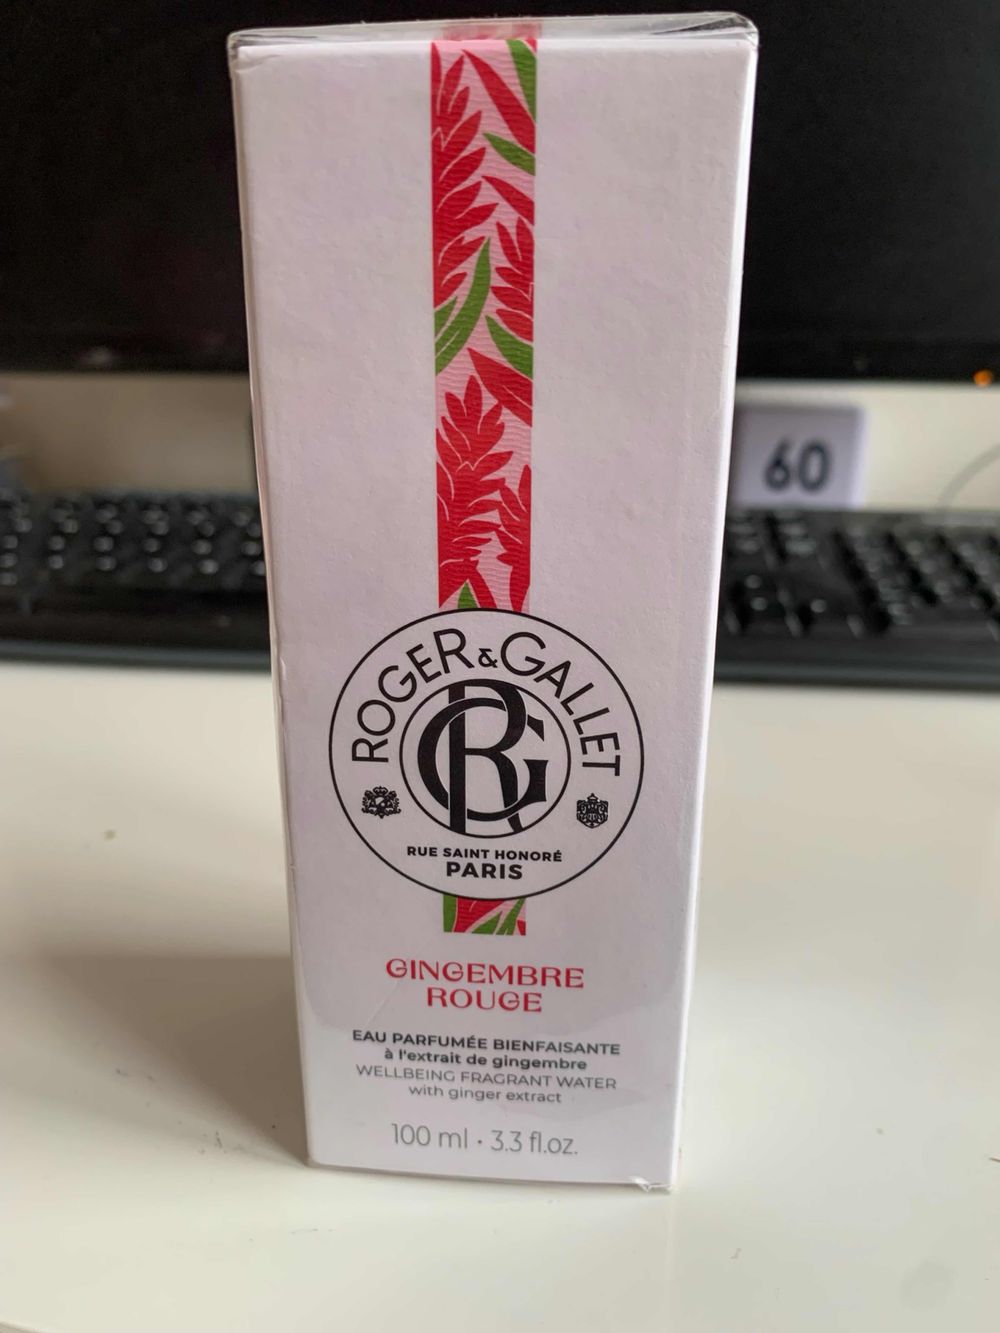 60
ROGER & GALLET
RG
RUE SAINT HONORÉ
PARIS
GINGEMBRE
ROUGE
EAU PARFUMÉE BIENFAISANTE
à l'extrait de gingembre
WELLBEING FRAGRANT WATER
with ginger extract
100 ml • 3.3 fl.oz.